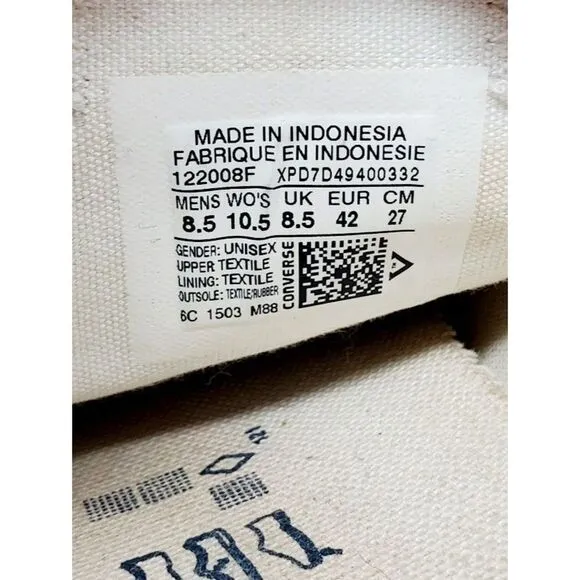 MADE IN INDONESIA
FABRIQUE EN INDONESIE
122008F XPD7D49400332
MENS WO'S UK EUR CM
8.5 10.5 8.5 42 27
GENDER: UNISEX
UPPER TEXTILE
LINING: TEXTILE
OUTSOLE: TEXTILE/RUBBER
6C 1503 M88
CONVERSE